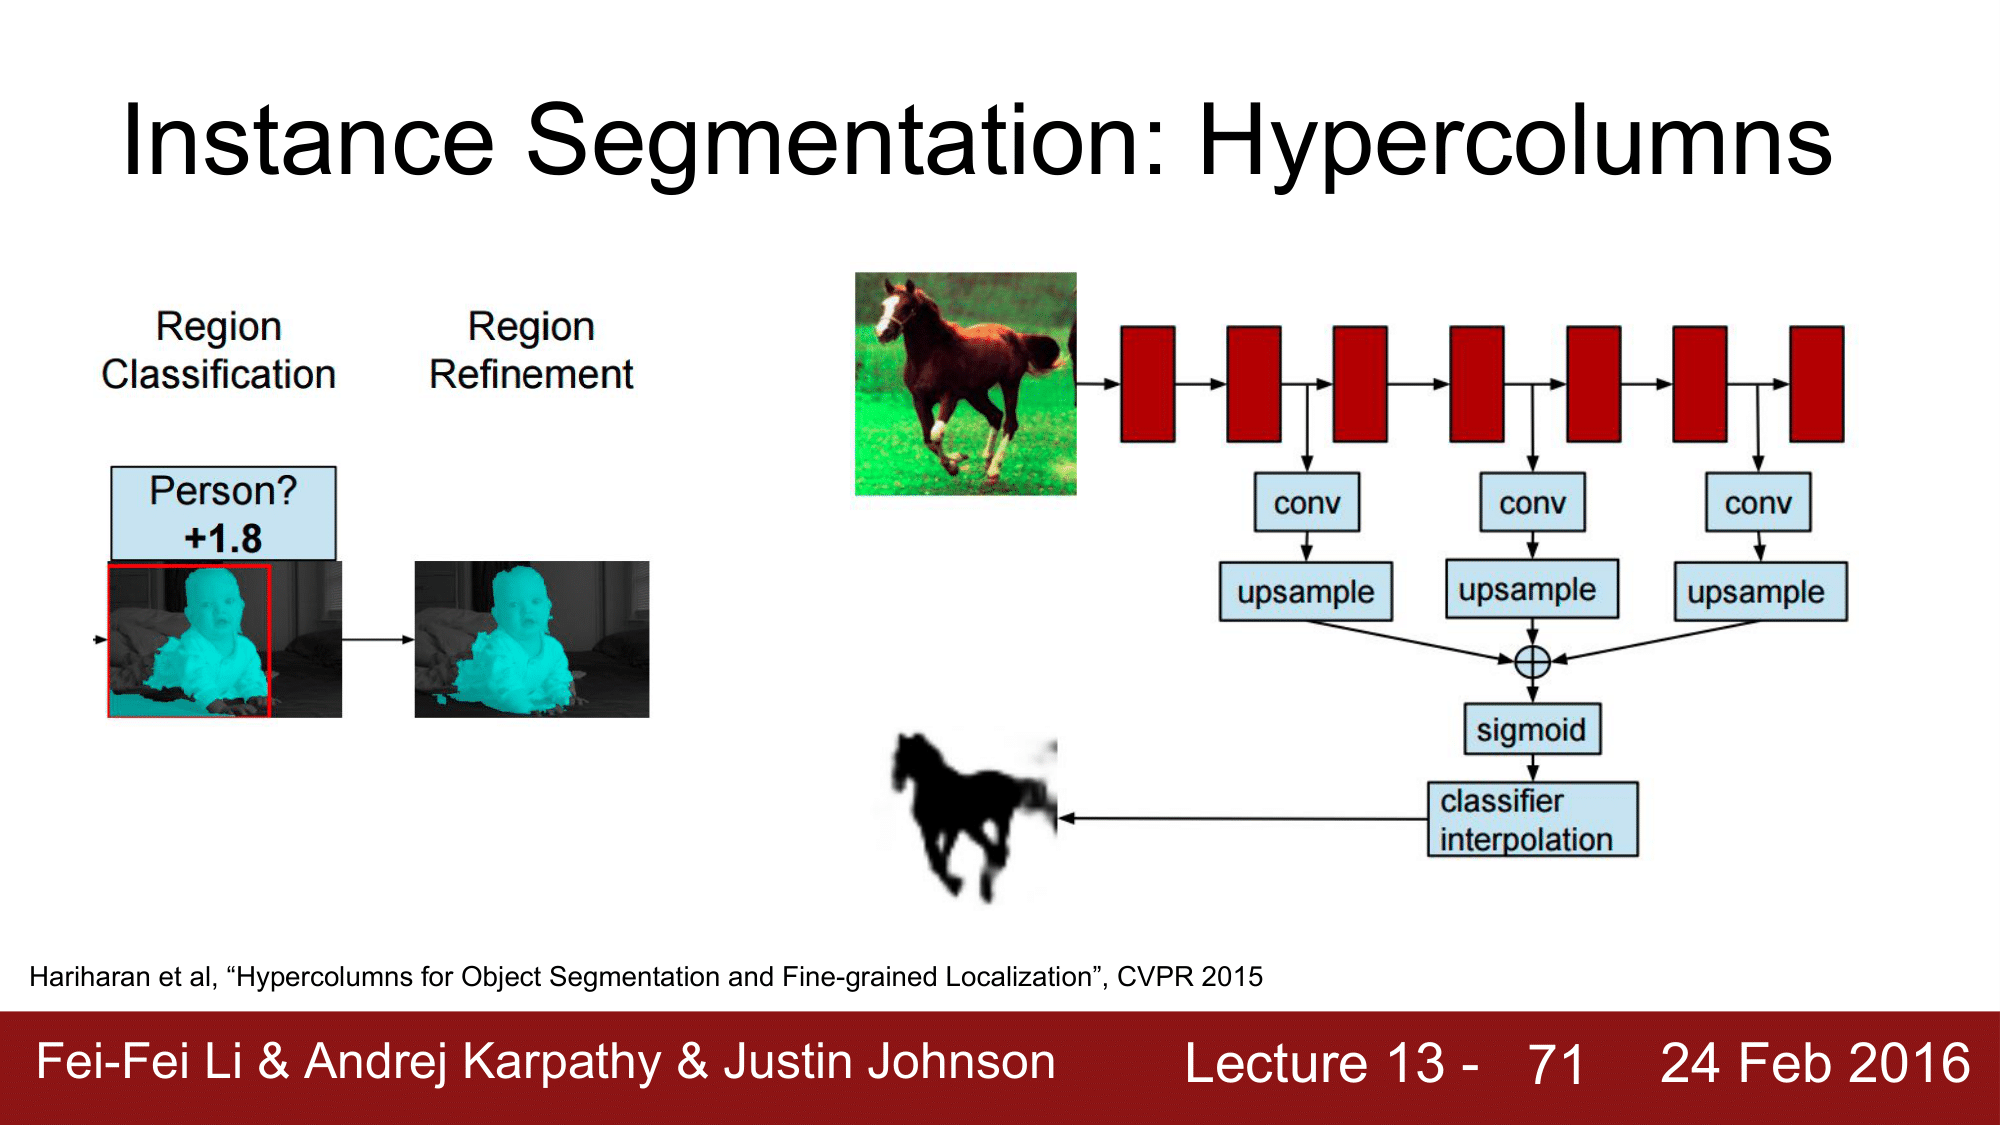 Instance Segmentation: Hypercolumns
Region
Classification
Region
Refinement
Person?
+1.8
conv
conv
conv
upsample
upsample
upsample
sigmoid
classifier
interpolation
Hariharan et al, “Hypercolumns for Object Segmentation and Fine-grained Localization”, CVPR 2015
Fei-Fei Li & Andrej Karpathy & Justin Johnson
Lecture 13 - 71
24 Feb 2016